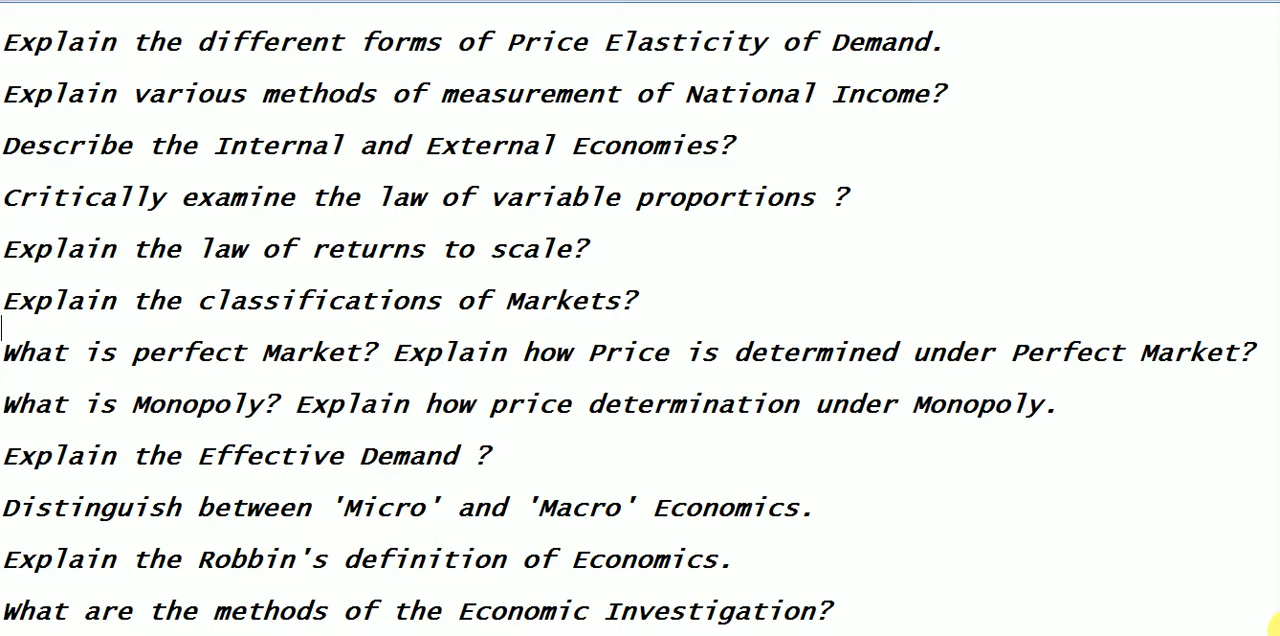 Explain the different forms of Price Elasticity of Demand.
Explain various methods of measurement of National Income?
Describe the Internal and External Economies?
Critically examine the law of variable proportions ?
Explain the law of returns to scale?
Explain the classifications of Markets?
What is perfect Market? Explain how Price is determined under Perfect Market?
What is Monopoly? Explain how price determination under Monopoly.
Explain the Effective Demand ?
Distinguish between 'Micro' and 'Macro' Economics.
Explain the Robbin's definition of Economics.
What are the methods of the Economic Investigation?